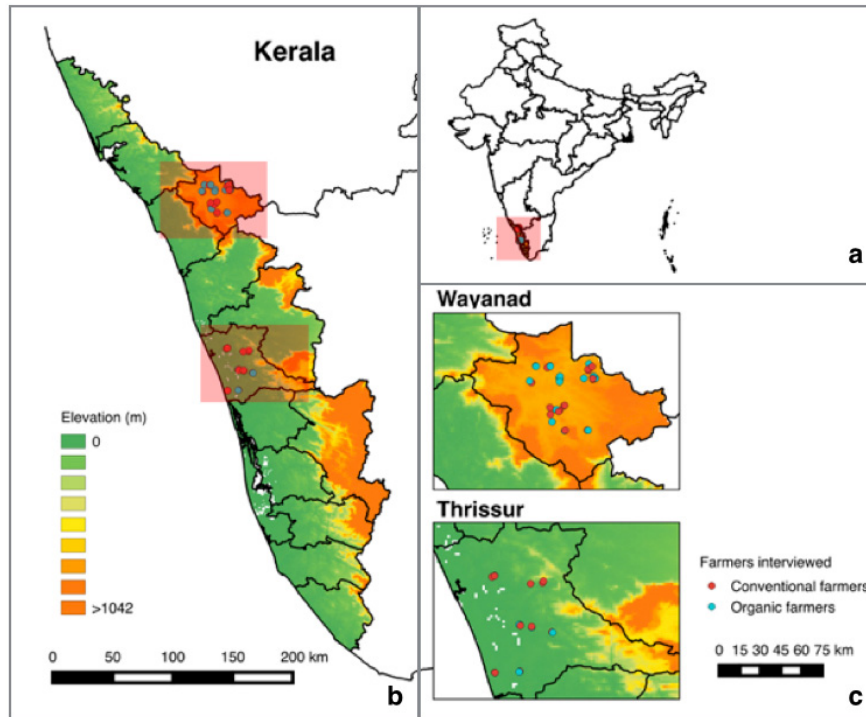 Kerala
Elevation (m)
0
>1042
0 50 100 150 200 km
b
a
Wayanad
Thrissur
Farmers interviewed
Conventional farmers
Organic farmers
0 15 30 45 60 75 km
c